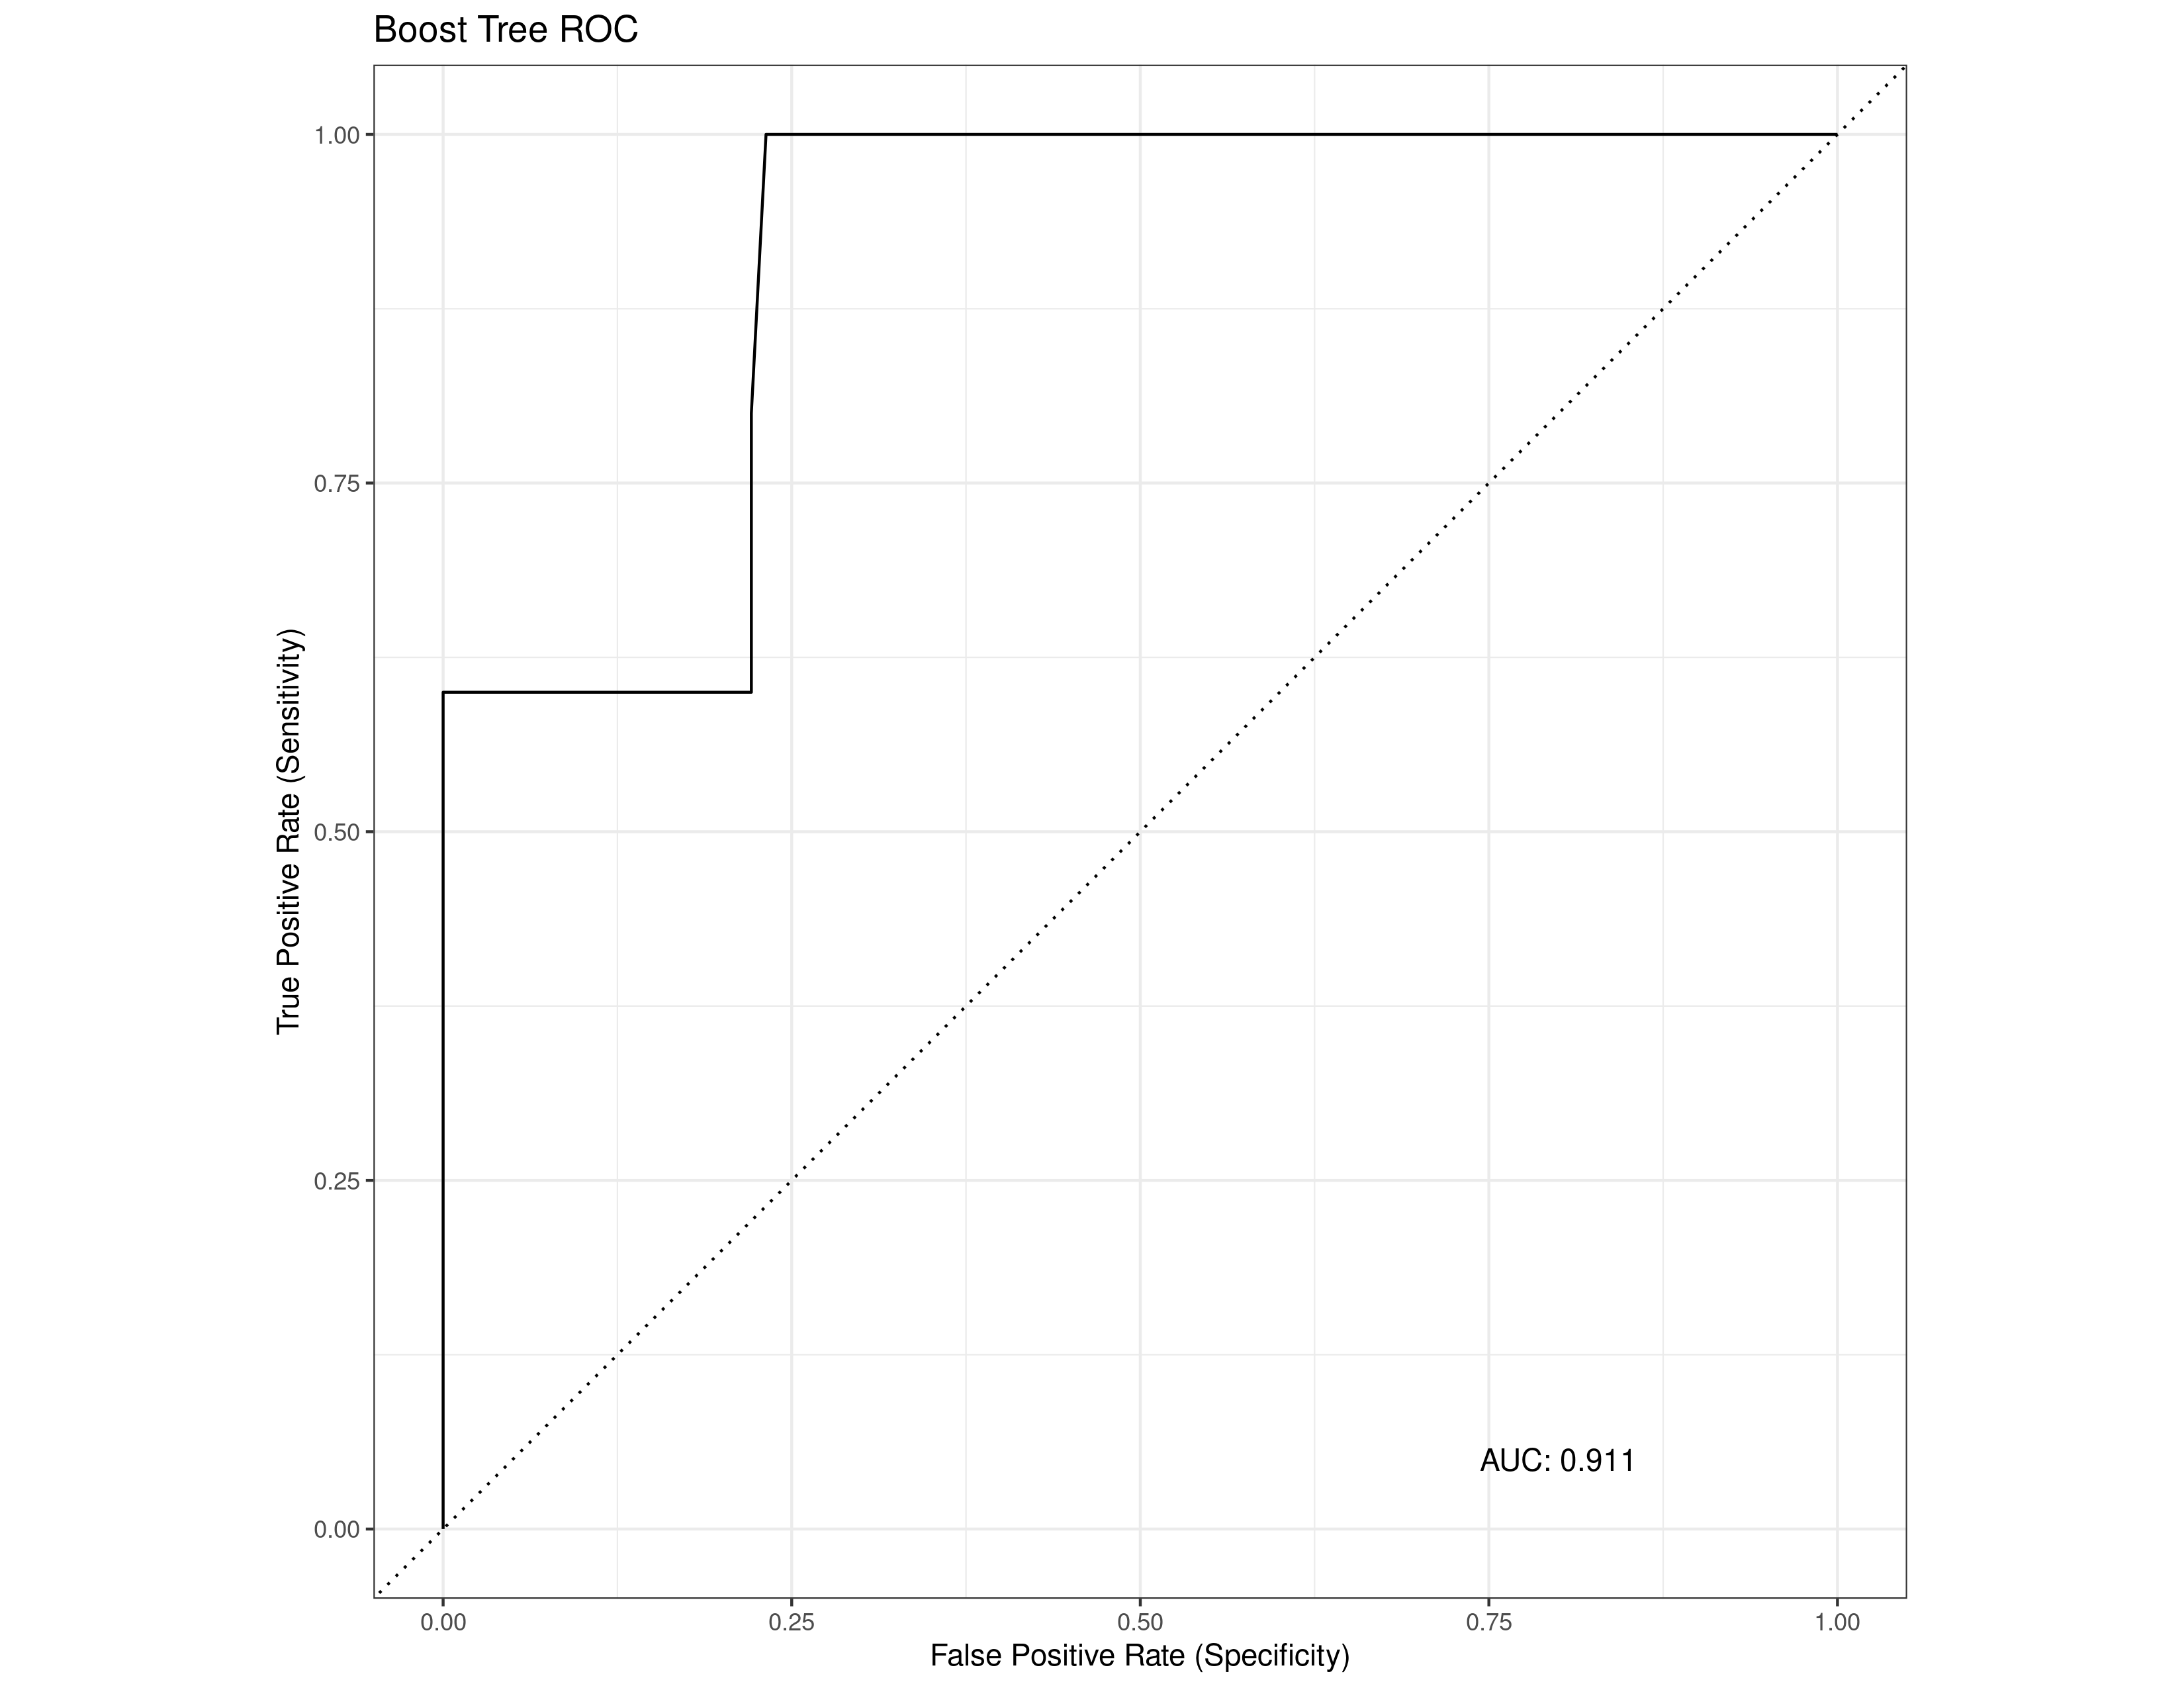 Boost Tree ROC
1.00
0.75
0.50
0.25
0.00
True Positive Rate (Sensitivity)
AUC: 0.911
0.00 0.25 0.50 0.75 1.00
False Positive Rate (Specificity)